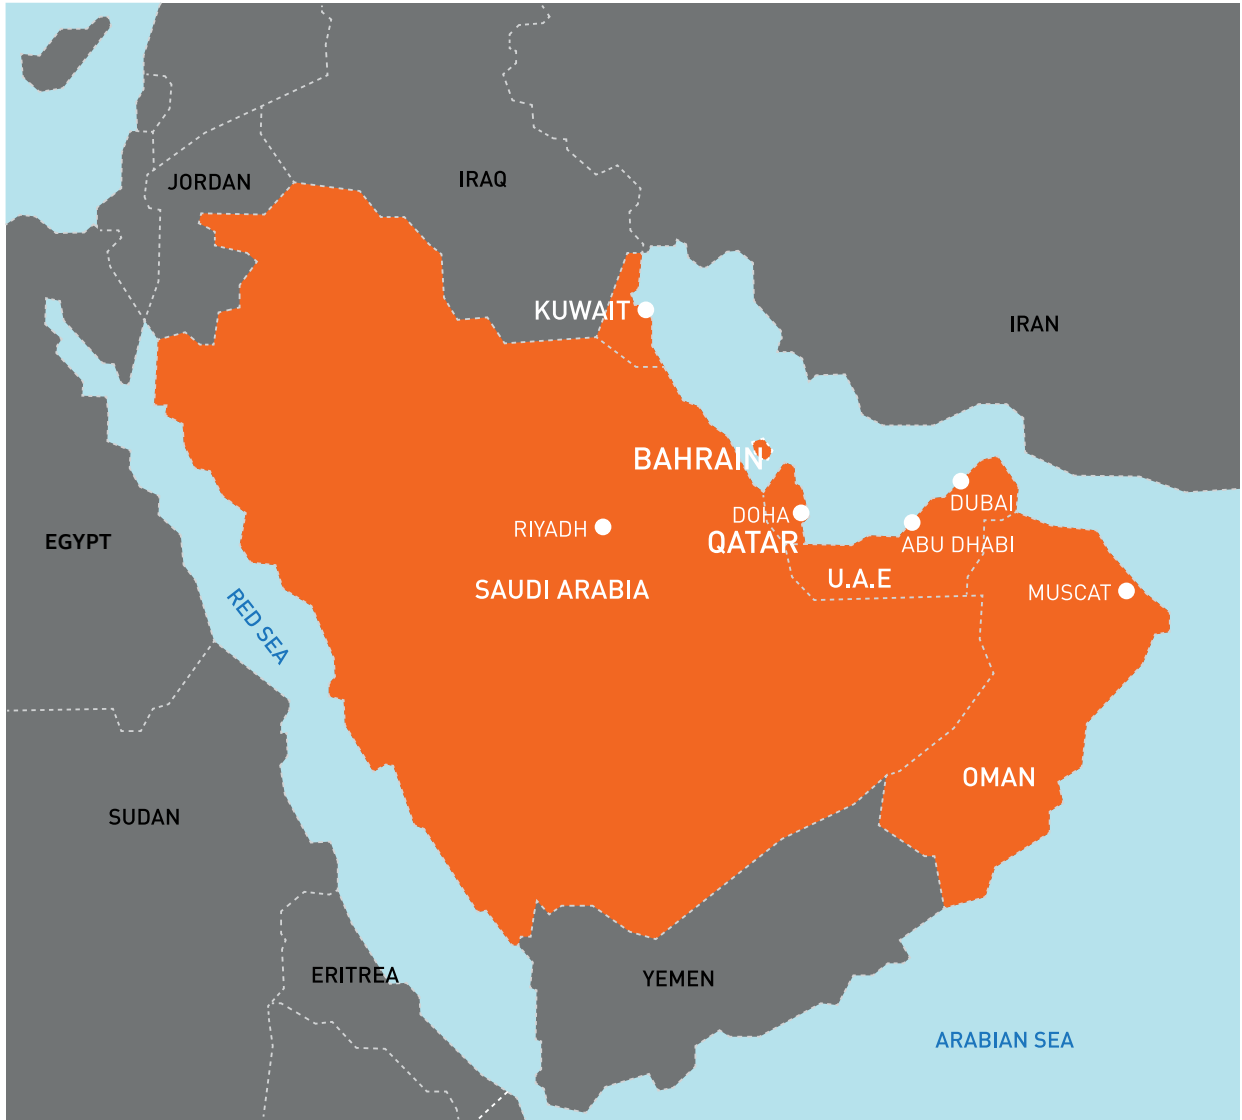 JORDAN
IRAQ
KUWAIT
IRAN
BAHRAIN
DUBAI
DOHA
RIYADH
QATAR
ABU DHABI
EGYPT
U.A.E
SAUDI ARABIA
MUSCAT
RED SEA
OMAN
SUDAN
ERITREA
YEMEN
ARABIAN SEA